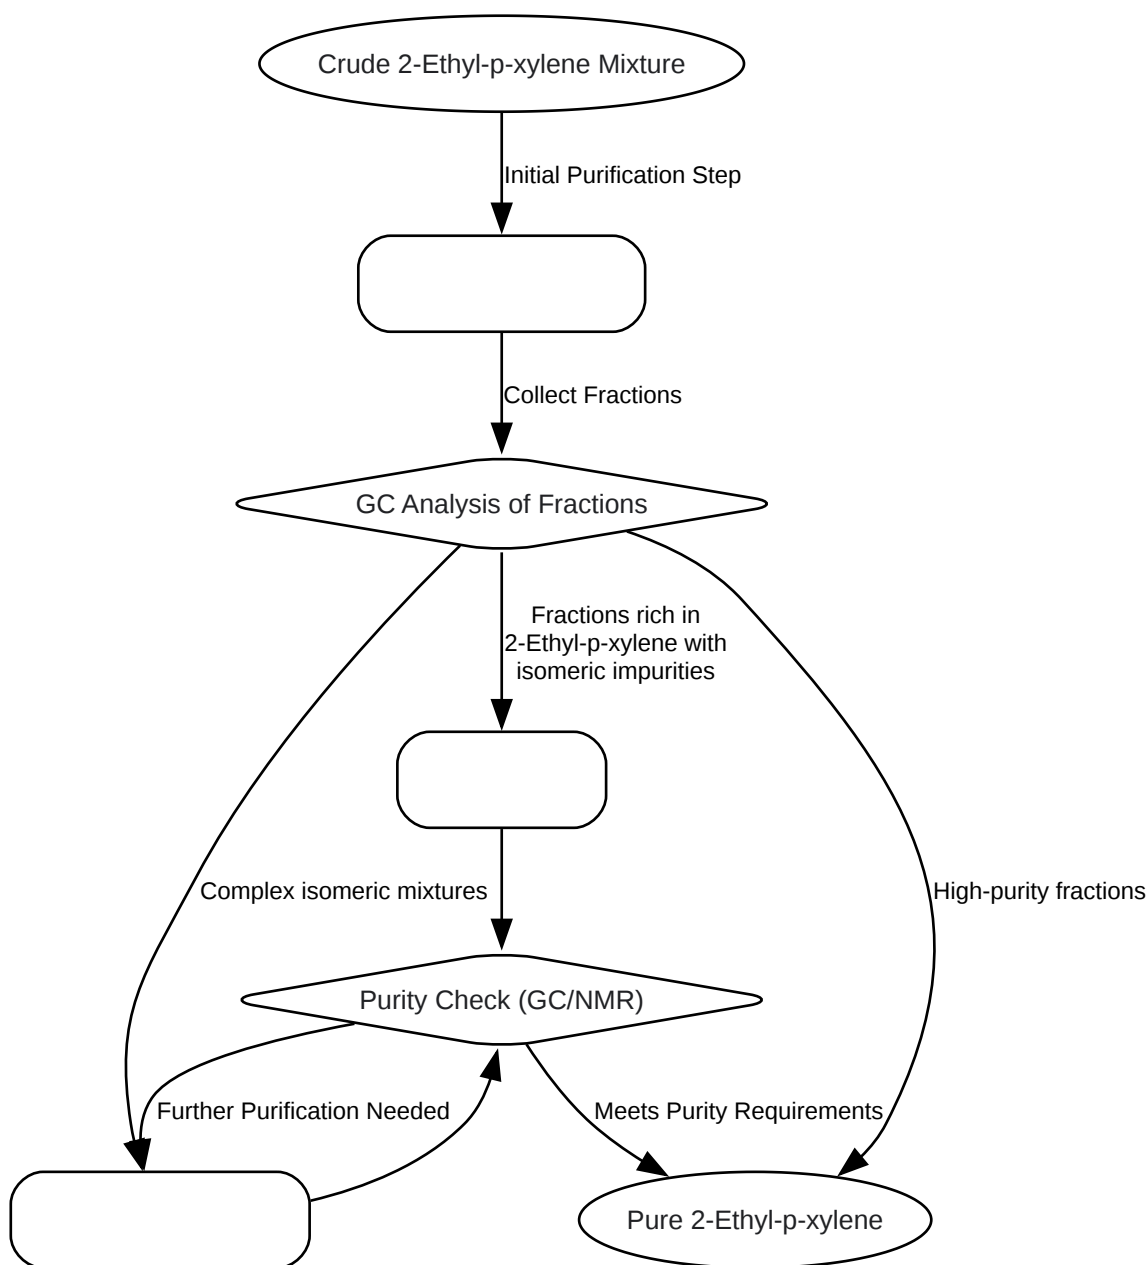 Crude 2-Ethyl-p-xylene Mixture
Initial Purification Step
Collect Fractions
GC Analysis of Fractions
Fractions rich in
2-Ethyl-p-xylene with
isomeric impurities
Complex isomeric mixtures
High-purity fractions
Purity Check (GC/NMR)
Further Purification Needed
Meets Purity Requirements
Pure 2-Ethyl-p-xylene